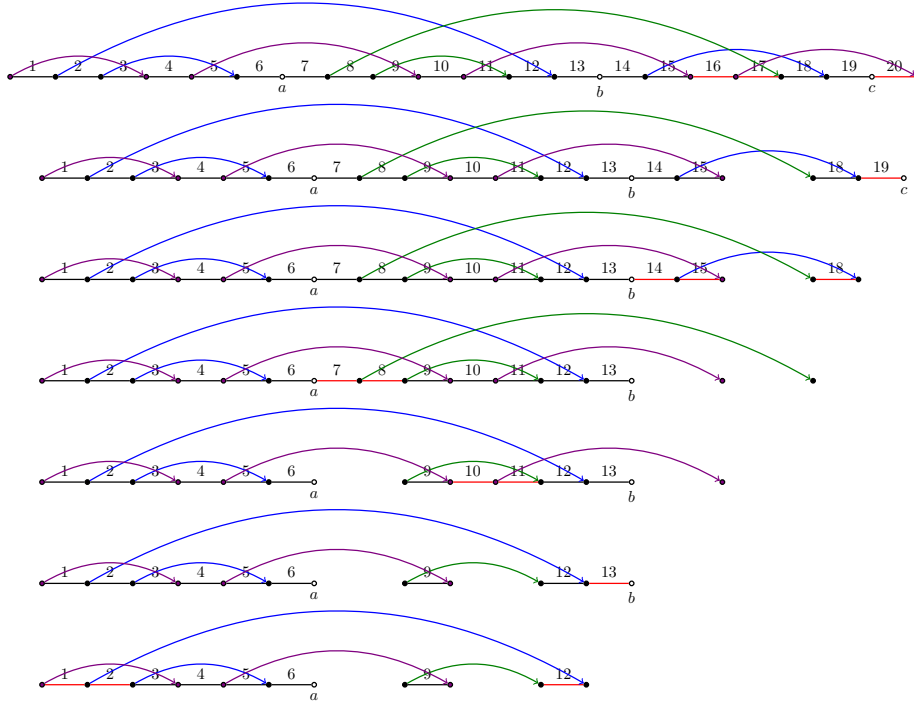 1 2 3 4 5 6 7 8 9 10 11 12 13 14 15 16 17 18 19 20
a b c
1 2 3 4 5 6 7 8 9 10 11 12 13 14 15 18 19
a b c
1 2 3 4 5 6 7 8 9 10 11 12 13 14 15 18
a b
1 2 3 4 5 6 7 8 9 10 11 12 13
a b
1 2 3 4 5 6 9 10 11 12 13
a b
1 2 3 4 5 6 9 12 13
a b
1 2 3 4 5 6 9 12
a